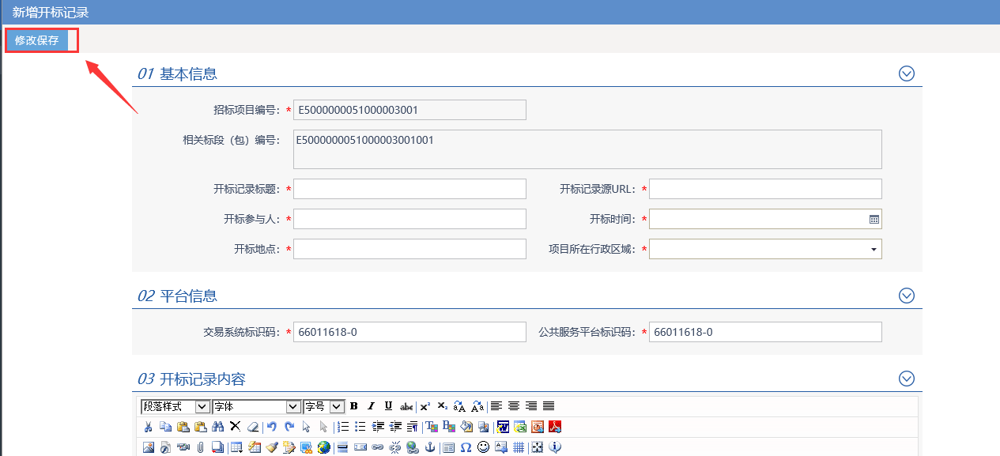 新增开标记录
修改保存
01 基本信息
招标项目编号: * E5000000051000003001
相关标段（包）编号: E5000000051000003001001
开标记录标题: * 开标记录源URL: *
开标参与人: * 开标时间: *
开标地点: * 项目所在行政区域: *
02 平台信息
交易系统标识码: * 66011618-0 公共服务平台标识码: * 66011618-0
03 开标记录内容
段落样式 字体 字号 B I U abc